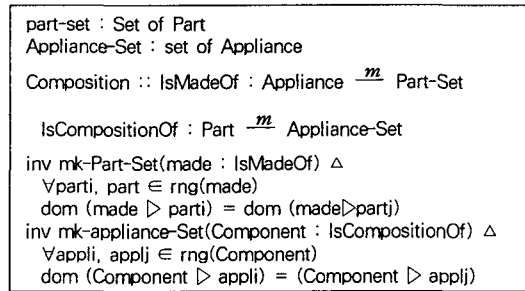 part-set : Set of Part
Appliance-Set : set of Appliance
Composition :: IsMadeOf : Appliance —m— Part-Set
IsCompositionOf : Part —m— Appliance-Set
inv mk-Part-Set(made : IsMadeOf) △
∀parti, part ∈ rng(made)
dom (made ▷ parti) = dom (made▷partj)
inv mk-appliance-Set(Component : IsCompositionOf) △
∀appli, applj ∈ rng(Component)
dom (Component ▷ appli) = (Component ▷ applj)